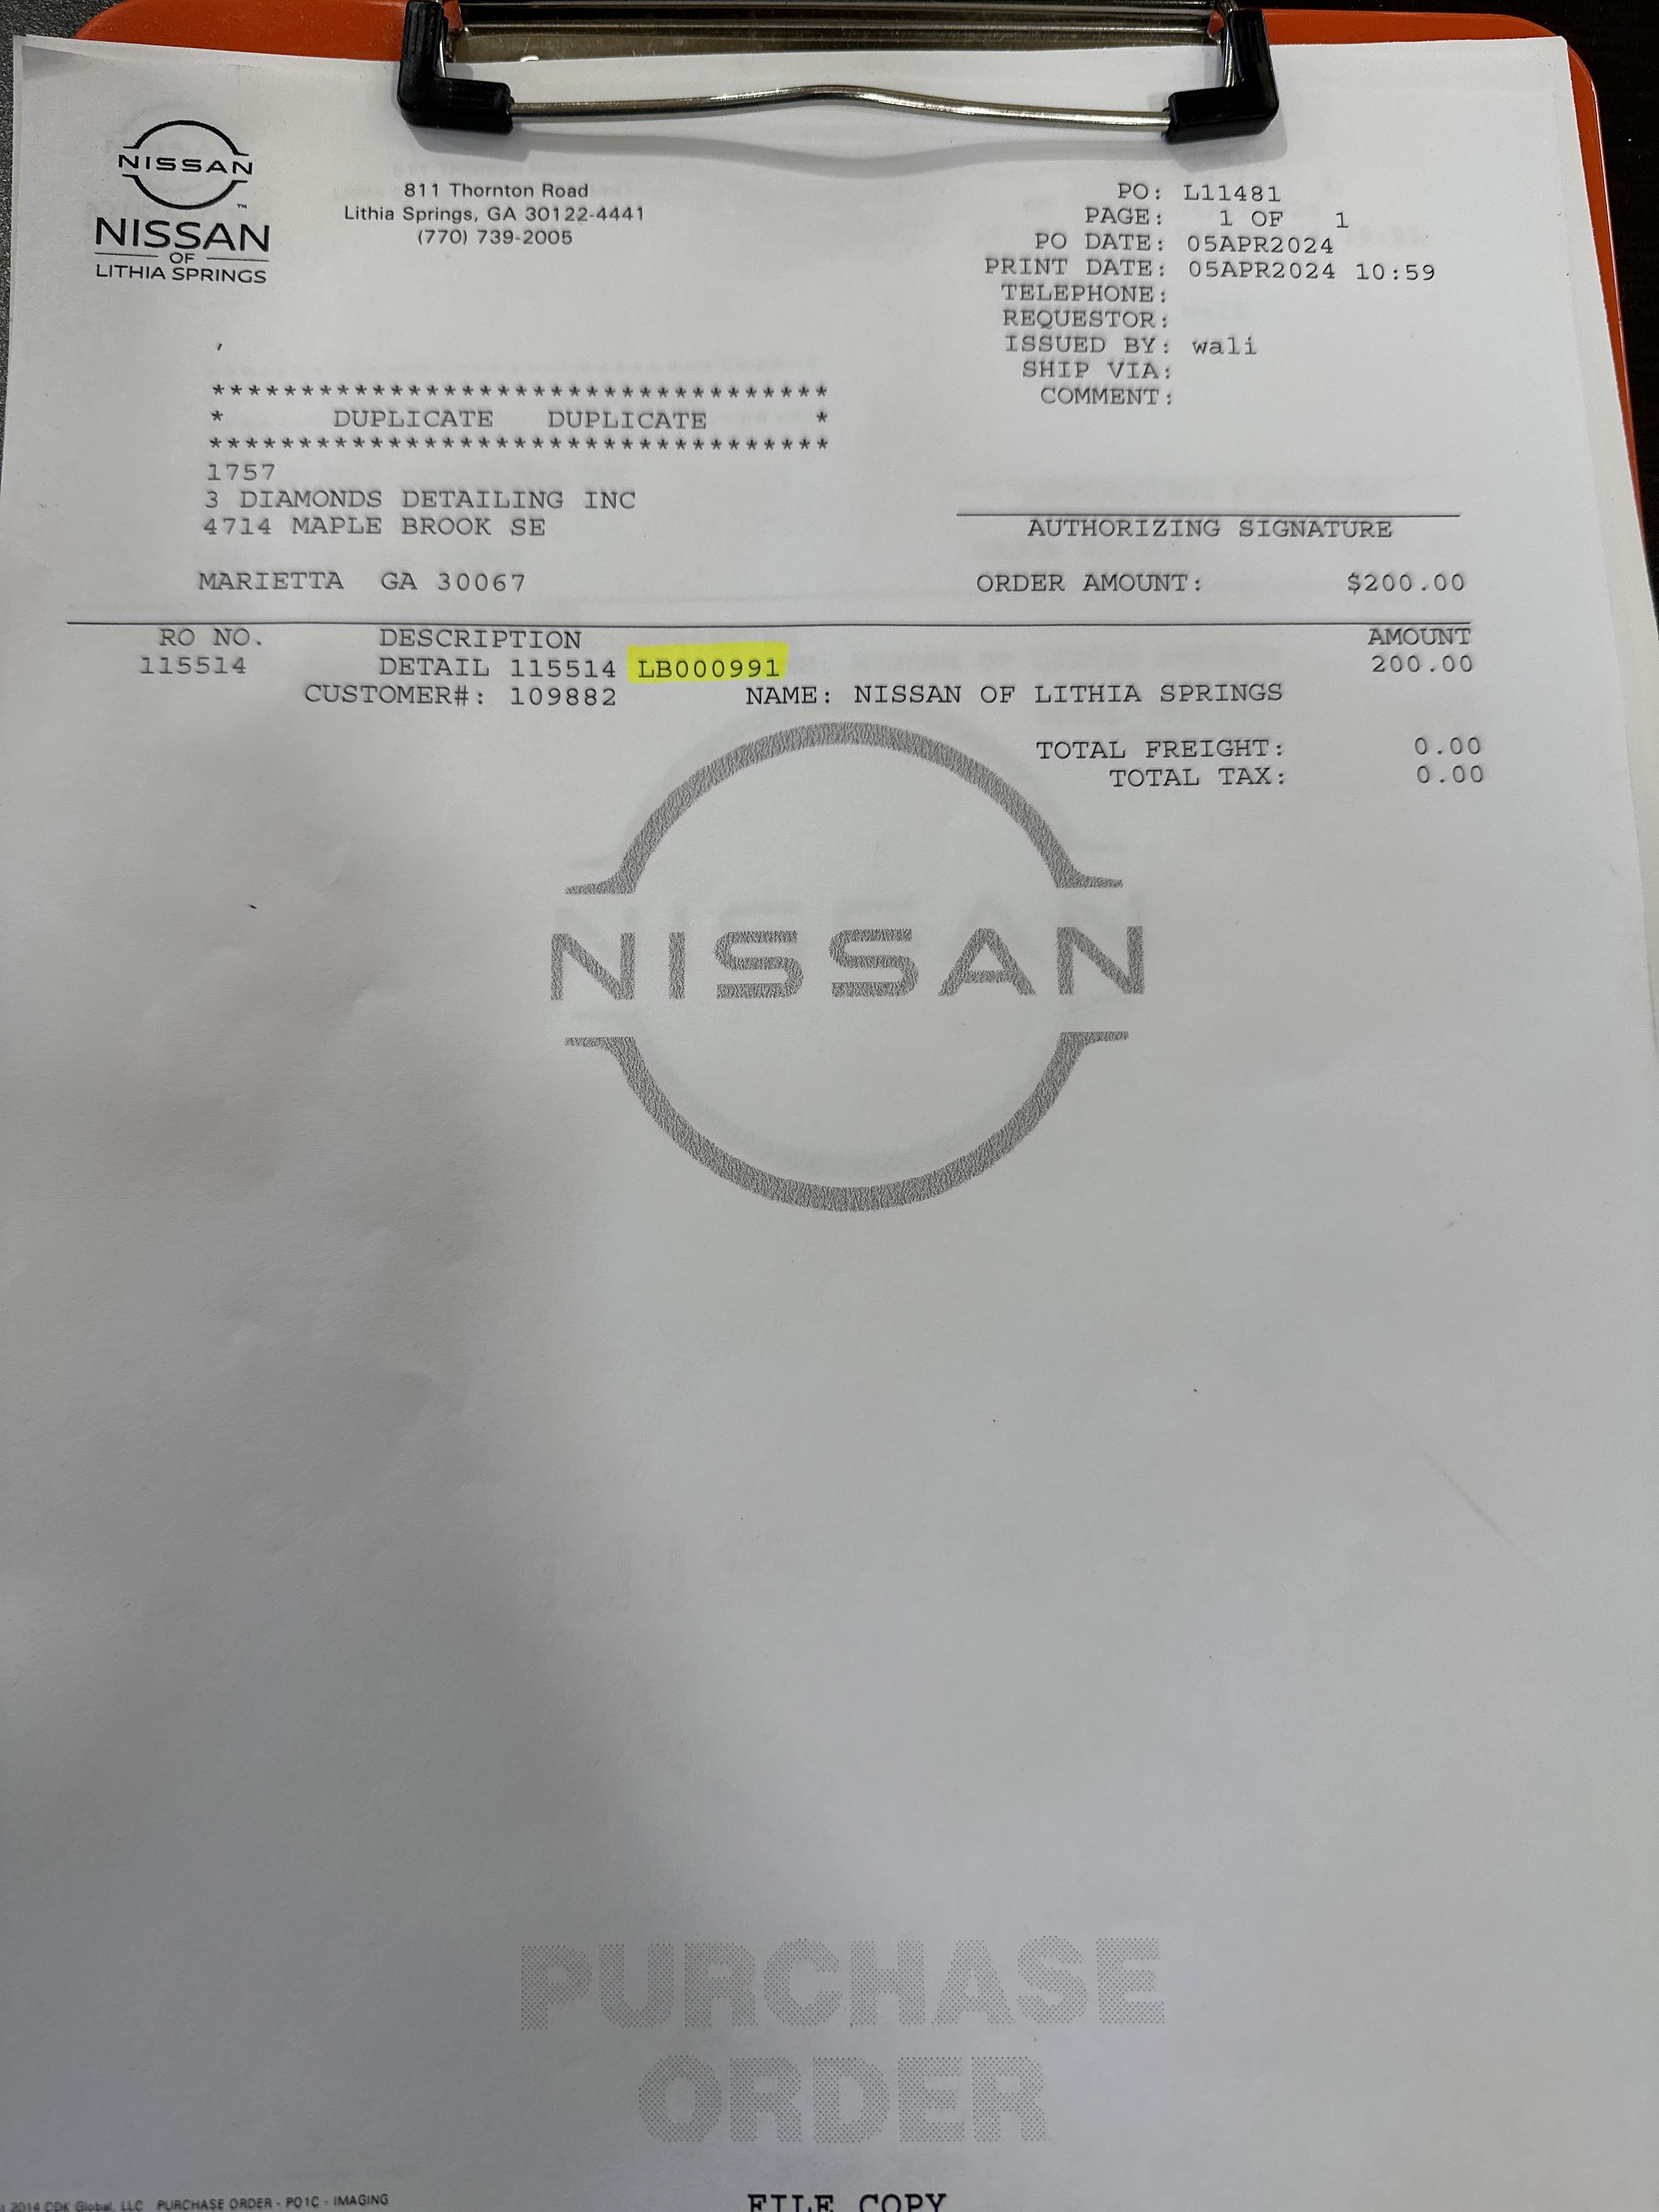 NISSAN
NISSAN
OF
LITHIA SPRINGS
811 Thornton Road
Lithia Springs, GA 30122-4441
(770) 739-2005
PO: L11481
PAGE: 1 OF 1
PO DATE: 05APR2024
PRINT DATE: 05APR2024 10:59
TELEPHONE:
REQUESTOR:
ISSUED BY: wali
SHIP VIA:
COMMENT:
,
***********************************
* DUPLICATE DUPLICATE *
***********************************
1757
3 DIAMONDS DETAILING INC
4714 MAPLE BROOK SE
MARIETTA GA 30067
AUTHORIZING SIGNATURE
ORDER AMOUNT: $200.00
RO NO. DESCRIPTION AMOUNT
115514 DETAIL 115514 LB000991 200.00
CUSTOMER#: 109882 NAME: NISSAN OF LITHIA SPRINGS
TOTAL FREIGHT: 0.00
TOTAL TAX: 0.00
NISSAN
PURCHASE
ORDER
2014 CDK Global, LLC PURCHASE ORDER - PO1C - IMAGING
FILE COPY